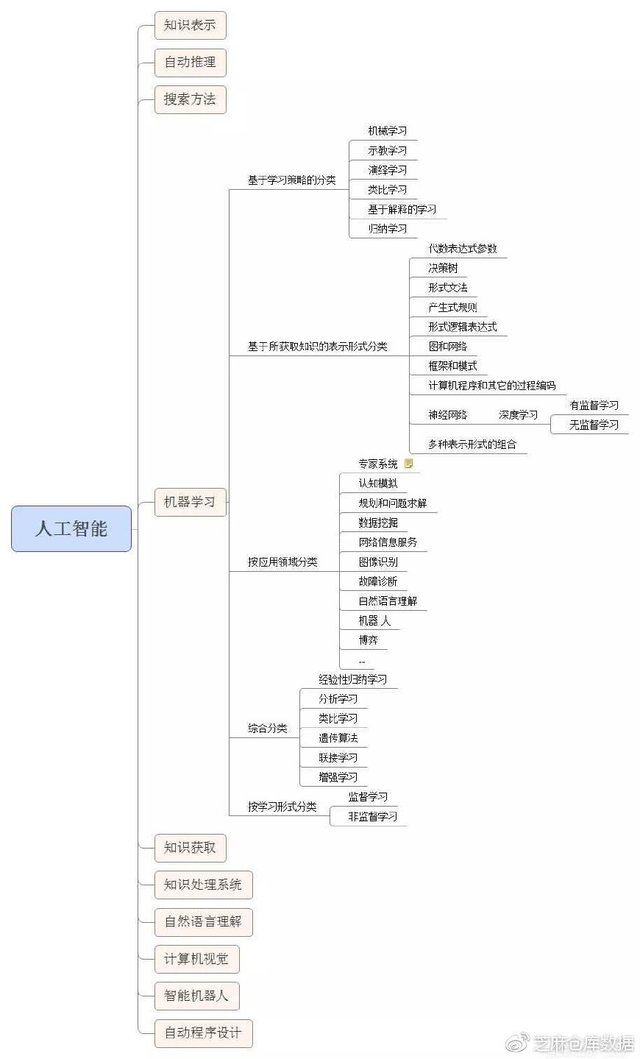 知识表示
自动推理
搜索方法
机械学习
示教学习
基于学习策略的分类
演绎学习
类比学习
基于解释的学习
归纳学习
代数表达式参数
决策树
形式文法
产生式规则
形式逻辑表达式
基于所获取知识的表示形式分类
图和网络
框架和模式
计算机程序和其它的过程编码
神经网络 深度学习
有监督学习
无监督学习
多种表示形式的组合
专家系统
认知模拟
人工智能
机器学习
规划和问题求解
数据挖掘
网络信息服务
按应用领域分类
图像识别
故障诊断
自然语言理解
机器 人
博弈
...
经验性归纳学习
分析学习
类比学习
综合分类
遗传算法
联接学习
增强学习
按学习形式分类
监督学习
非监督学习
知识获取
知识处理系统
自然语言理解
计算机视觉
智能机器人
自动程序设计
芝麻仓库数据